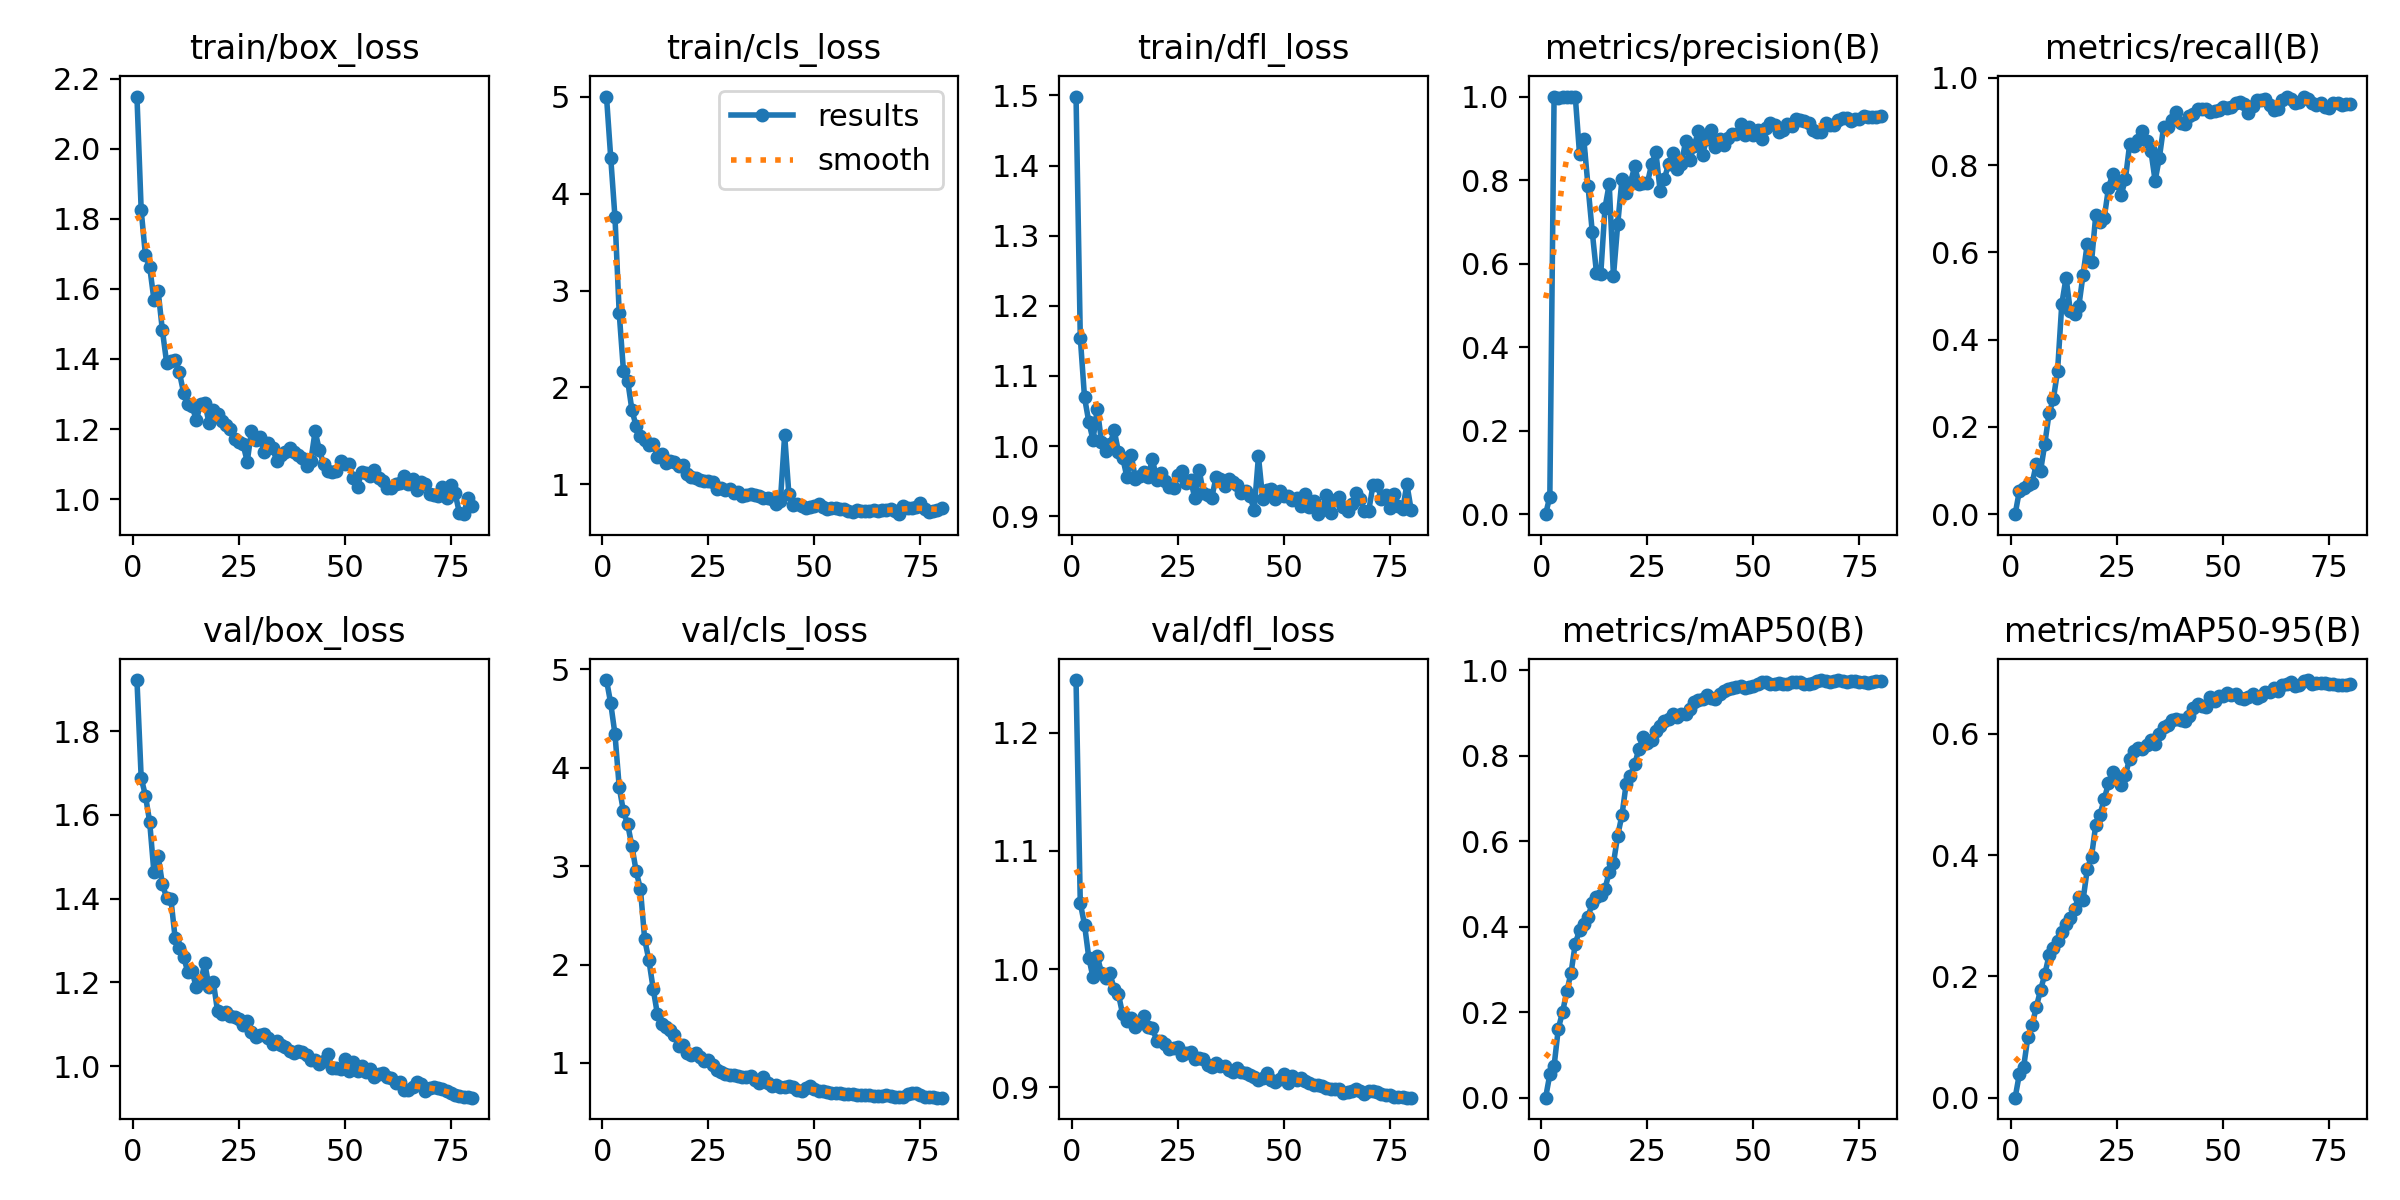 train/box_loss
2.2
2.0
1.8
1.6
1.4
1.2
1.0
0 25 50 75
train/cls_loss
results
smooth
5
4
3
2
1
0 25 50 75
train/dfl_loss
1.5
1.4
1.3
1.2
1.1
1.0
0.9
0 25 50 75
metrics/precision(B)
1.0
0.8
0.6
0.4
0.2
0.0
0 25 50 75
metrics/recall(B)
1.0
0.8
0.6
0.4
0.2
0.0
0 25 50 75
val/box_loss
1.8
1.6
1.4
1.2
1.0
0 25 50 75
val/cls_loss
5
4
3
2
1
0 25 50 75
val/dfl_loss
1.2
1.1
1.0
0.9
0 25 50 75
metrics/mAP50(B)
1.0
0.8
0.6
0.4
0.2
0.0
0 25 50 75
metrics/mAP50-95(B)
0.6
0.4
0.2
0.0
0 25 50 75